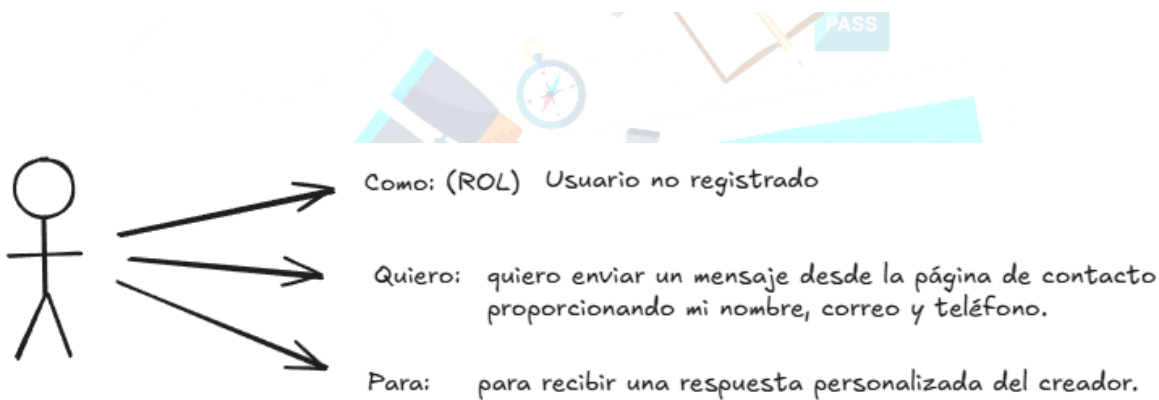 PASS
Como: (ROL) Usuario no registrado
Quiero: quiero enviar un mensaje desde la página de contacto
proporcionando mi nombre, correo y teléfono.
Para: para recibir una respuesta personalizada del creador.